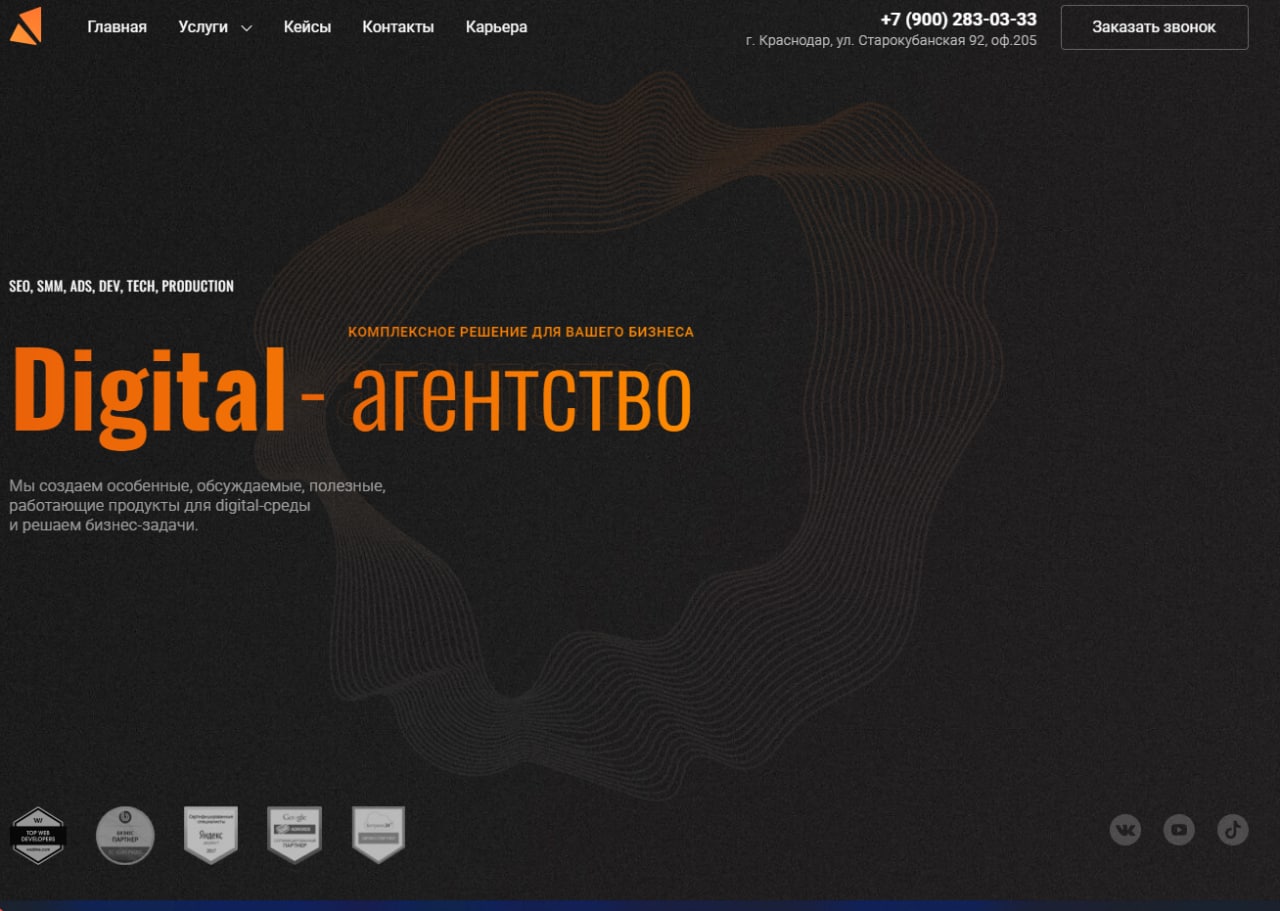 Главная Услуги Кейсы Контакты Карьера
+7 (900) 283-03-33
г. Краснодар, ул. Старокубанская 92, оф.205
Заказать звонок
SEO, SMM, ADS, DEV, TECH, PRODUCTION
КОМПЛЕКСНОЕ РЕШЕНИЕ ДЛЯ ВАШЕГО БИЗНЕСА
Digital - агентство
Мы создаем особенные, обсуждаемые, полезные,
работающие продукты для digital-среды
и решаем бизнес-задачи.
TOP WEB
DEVELOPERS
БИЗНЕС
ПАРТНЕР
Сертифицированные
специалисты
Яндекс
Google
ПАРТНЕР